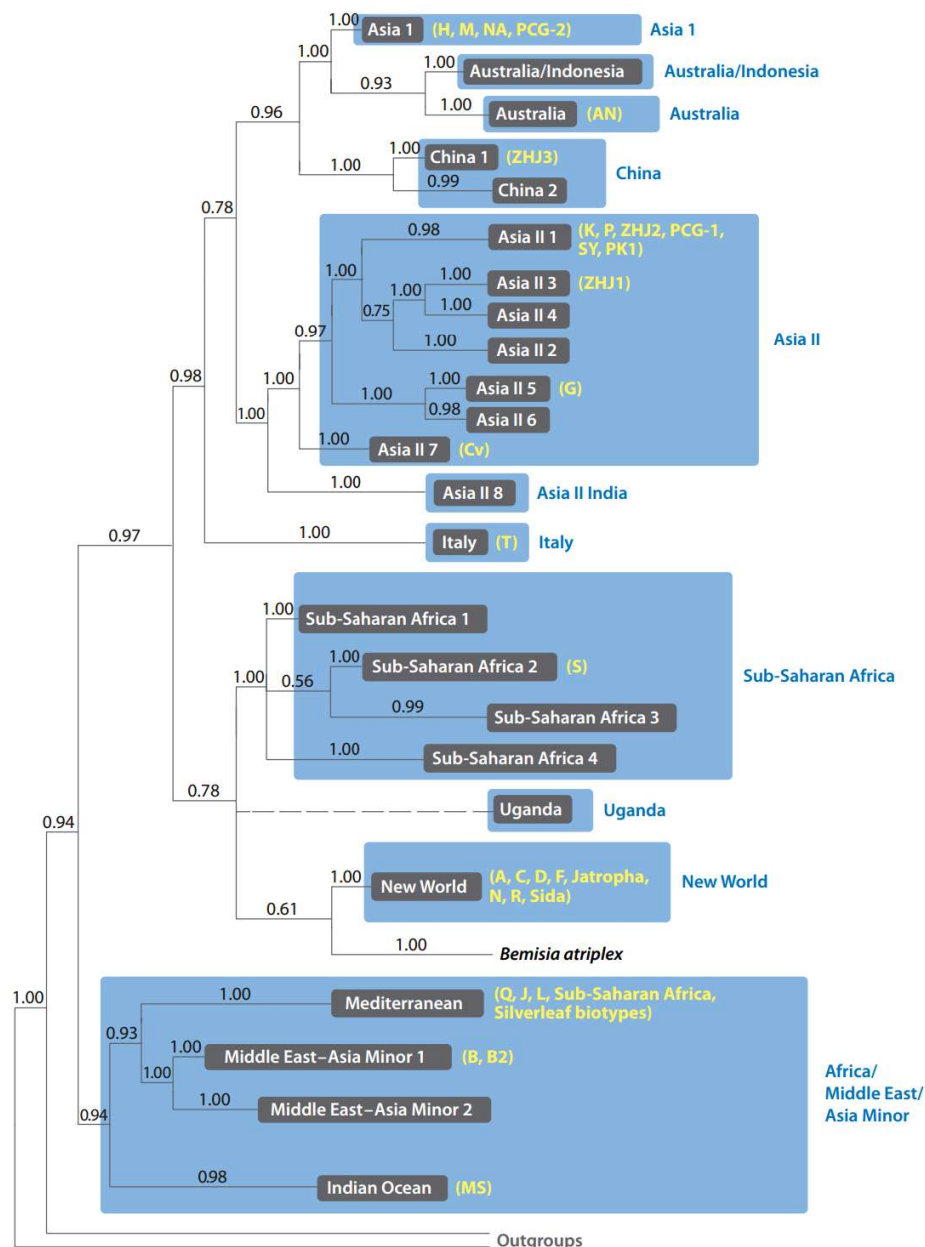 1.00
Asia 1 (H, M, NA, PCG-2) Asia 1
1.00
Australia/Indonesia Australia/Indonesia
0.93
1.00
Australia (AN) Australia
0.96
1.00
China 1 (ZHJ3)
1.00
China
0.99
China 2
0.78
0.98
Asia II 1 (K, P, ZHJ2, PCG-1,
SY, PK1)
1.00
1.00
Asia II 3 (ZHJ1)
1.00
0.75
1.00
Asia II 4
0.97
Asia II
1.00
Asia II 2
0.98
1.00
1.00
Asia II 5 (G)
1.00
0.98
Asia II 6
1.00
1.00
Asia II 7 (Cv)
1.00
Asia II 8 Asia II India
0.97
1.00
Italy (T) Italy
1.00
Sub-Saharan Africa 1
1.00
Sub-Saharan Africa 2 (S)
Sub-Saharan Africa
1.00
0.56
0.99
Sub-Saharan Africa 3
1.00
Sub-Saharan Africa 4
0.78
Uganda Uganda
0.94
1.00
New World (A, C, D, F, Jatropha,
N, R, Sida)
New World
0.61
1.00
Bemisia atriplex
1.00
1.00
Mediterranean (Q, J, L, Sub-Saharan Africa,
Silverleaf biotypes)
0.93
1.00
Middle East–Asia Minor 1 (B, B2)
1.00
Africa/
Middle East/
Asia Minor
1.00
Middle East–Asia Minor 2
0.94
0.98
Indian Ocean (MS)
Outgroups